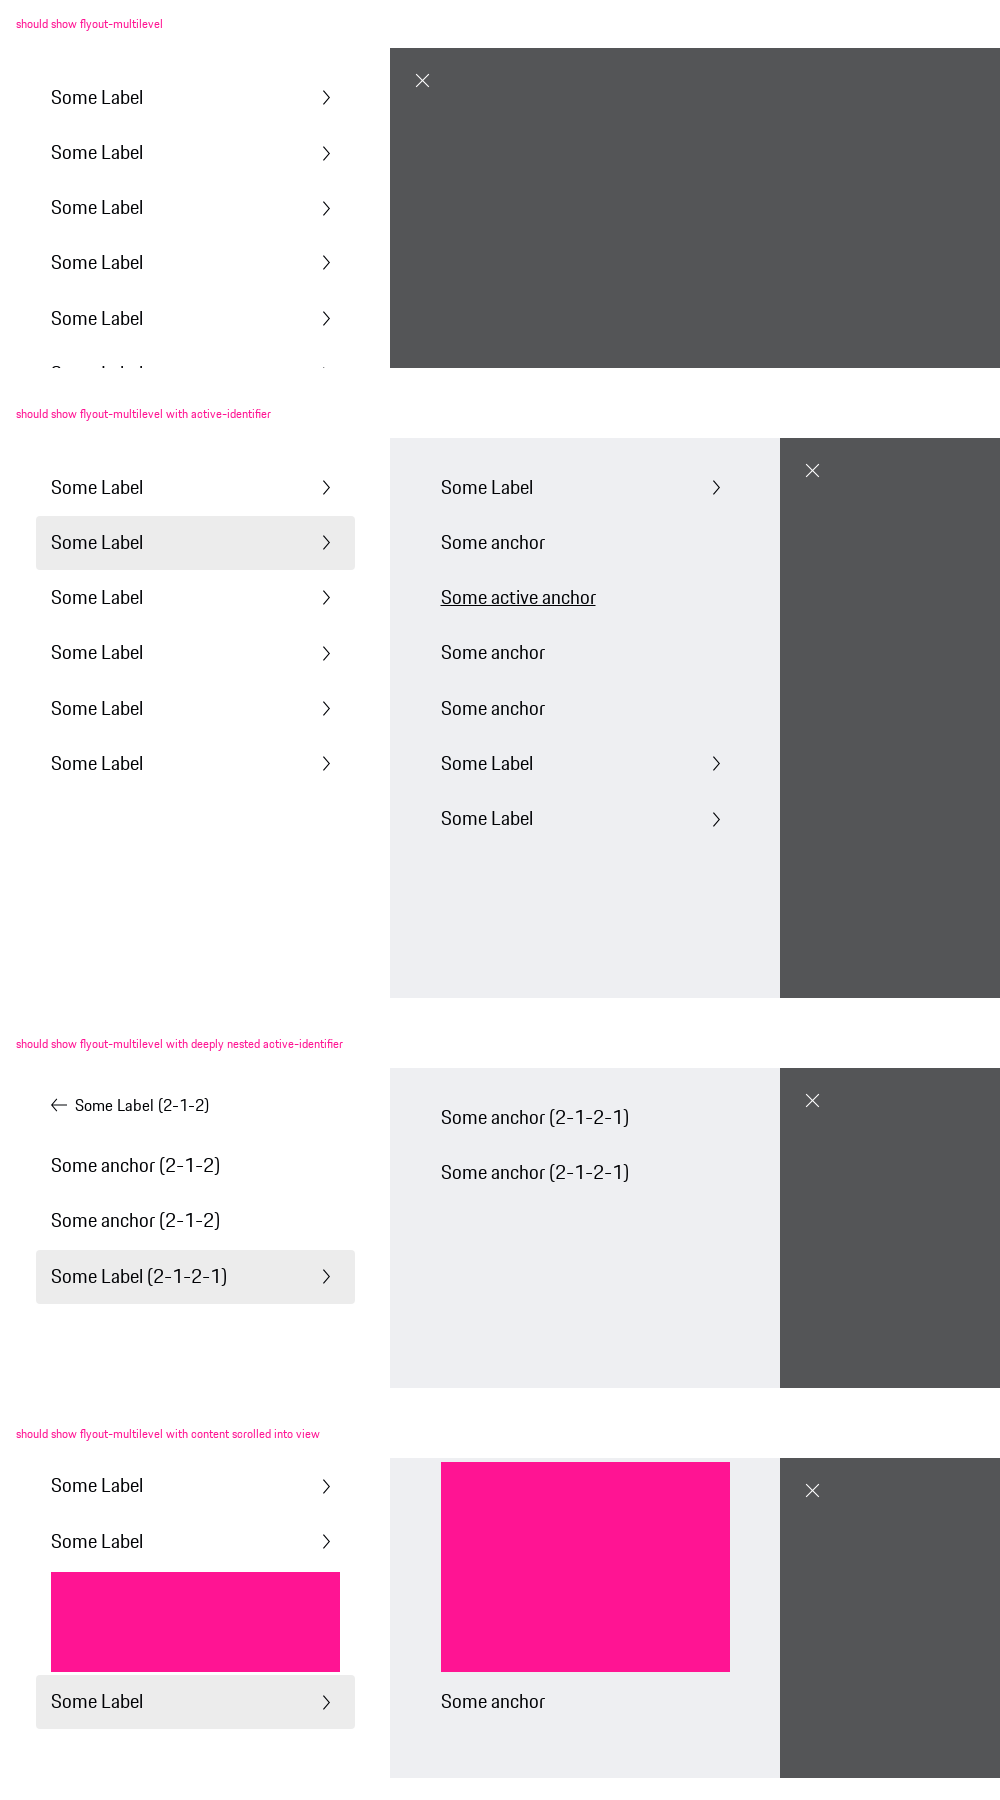 should show flyout-multilevel
Some Label
Some Label
Some Label
Some Label
Some Label
should show flyout-multilevel with active-identifier
Some Label
Some Label
Some Label
Some Label
Some Label
Some Label
Some Label
Some anchor
Some active anchor
Some anchor
Some anchor
Some Label
Some Label
should show flyout-multilevel with deeply nested active-identifier
Some Label (2-1-2)
Some anchor (2-1-2)
Some anchor (2-1-2)
Some Label (2-1-2-1)
Some anchor (2-1-2-1)
Some anchor (2-1-2-1)
should show flyout-multilevel with content scrolled into view
Some Label
Some Label
Some Label
Some anchor